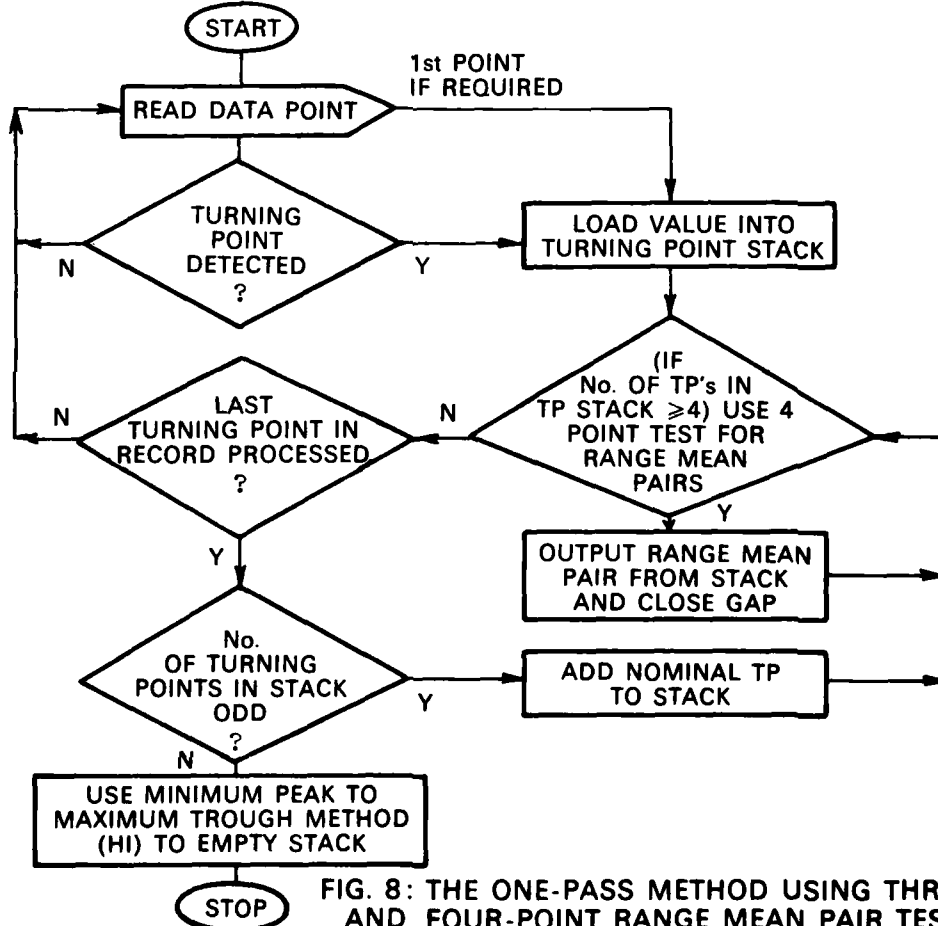 START
1st POINT
IF REQUIRED
READ DATA POINT
TURNING
POINT
DETECTED
?
N
Y
LOAD VALUE INTO
TURNING POINT STACK
(IF
No. OF TP's IN
TP STACK ⩾4) USE 4
POINT TEST FOR
RANGE MEAN
PAIRS
N
Y
LAST
TURNING POINT IN
RECORD PROCESSED
?
N
Y
OUTPUT RANGE MEAN
PAIR FROM STACK
AND CLOSE GAP
No.
OF TURNING
POINTS IN STACK
ODD
?
Y
N
ADD NOMINAL TP
TO STACK
USE MINIMUM PEAK TO
MAXIMUM TROUGH METHOD
(HI) TO EMPTY STACK
STOP
FIG. 8: THE ONE-PASS METHOD USING THR
AND FOUR-POINT RANGE MEAN PAIR TES